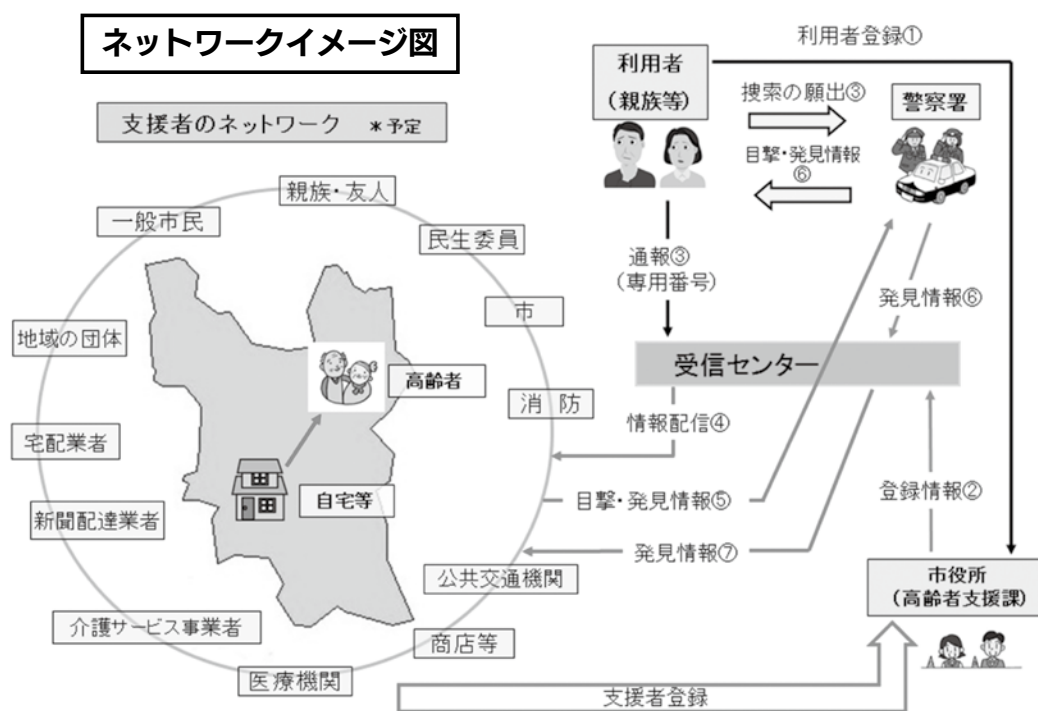 ネットワークイメージ図
支援者のネットワーク *予定
利用者登録①
利用者
(親族等)
捜索の願出③
警察署
目撃・発見情報
⑥
通報③
(専用番号)
発見情報⑥
受信センター
情報配信④
目撃・発見情報⑤
登録情報②
発見情報⑦
市役所
(高齢者支援課)
支援者登録
親族・友人
一般市民
民生委員
市
地域の団体
高齢者
消 防
宅配業者
自宅等
新聞配達業者
公共交通機関
介護サービス事業者
商店等
医療機関